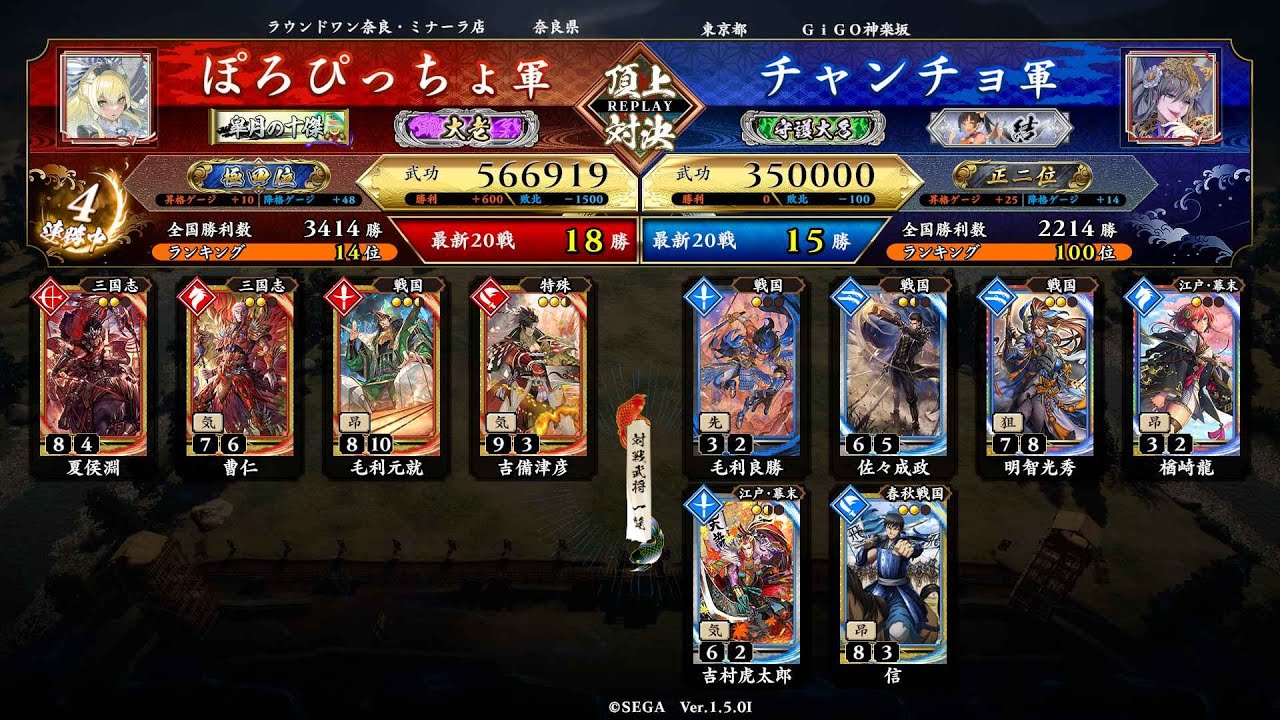 ラウンドワン奈良・ミナーラ店 奈良県
東京都 GiGO神楽坂
ぽろぴっちょ軍
頂上
REPLAY
対決
チャンチョ軍
皐月の十傑
大老
守護大名
結
極四位
武功 566919
武功 350000
正二位
昇格ゲージ +10 降格ゲージ +48
勝利 +600 敗北 -1500
勝利 0 敗北 -100
昇格ゲージ +25 降格ゲージ +14
4
連勝中
全国勝利数 3414勝
ランキング 14位
最新20戦 18勝
最新20戦 15勝
全国勝利数 2214勝
ランキング 100位
三国志
三国志
戦国
特殊
戦国
戦国
戦国
江戸・幕末
気
昴
気
先
狙
昴
8 4
7 6
8 10
9 3
3 2
6 5
7 8
3 2
夏侯淵
曹仁
毛利元就
吉備津彦
毛利良勝
佐々成政
明智光秀
楢崎龍
対戦武将一覧
江戸・幕末
春秋戦国
気
昴
6 2
8 3
吉村虎太郎
信
©SEGA Ver.1.5.0I